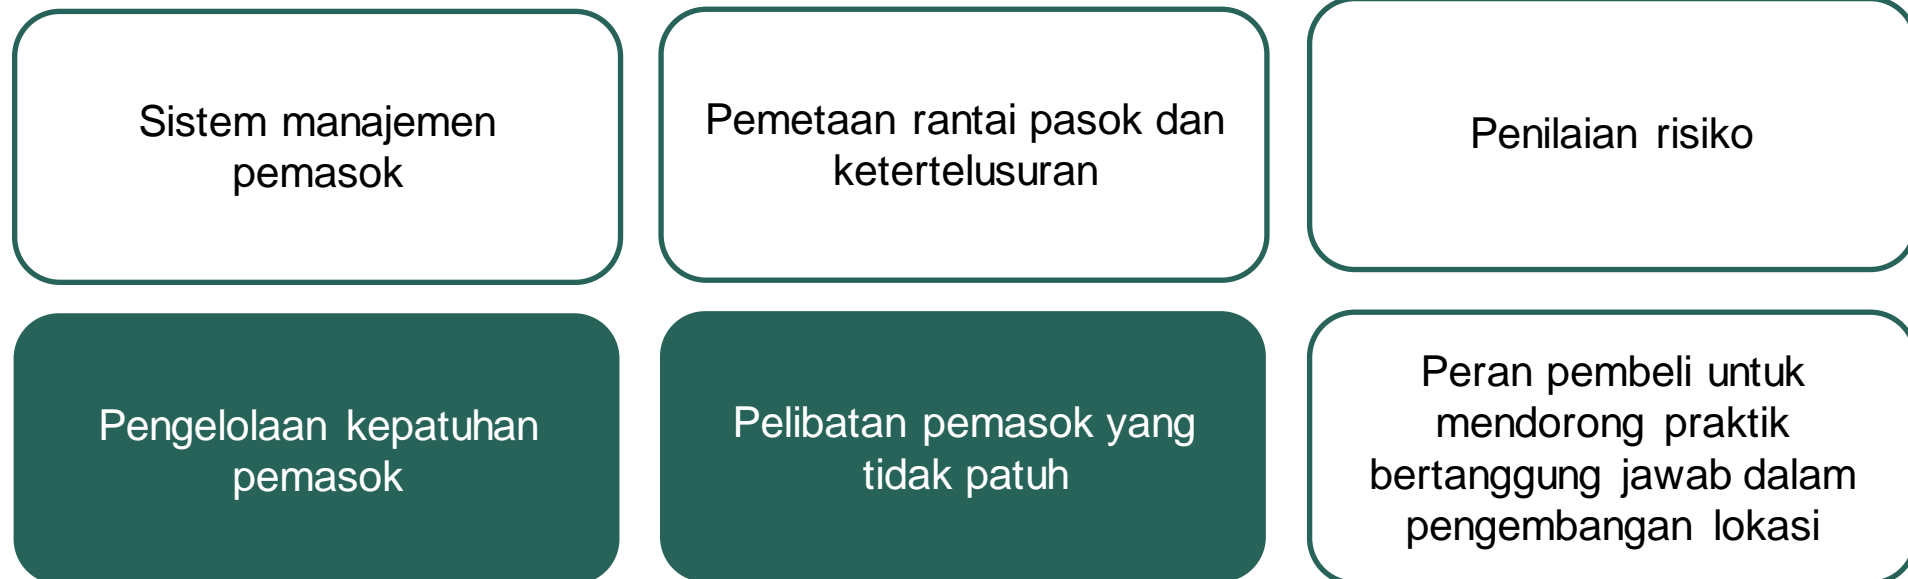 Sistem manajemen
pemasok
Pemetaan rantai pasok dan
ketertelusuran
Penilaian risiko
Pengelolaan kepatuhan
pemasok
Pelibatan pemasok yang
tidak patuh
Peran pembeli untuk
mendorong praktik
bertanggung jawab dalam
pengembangan lokasi